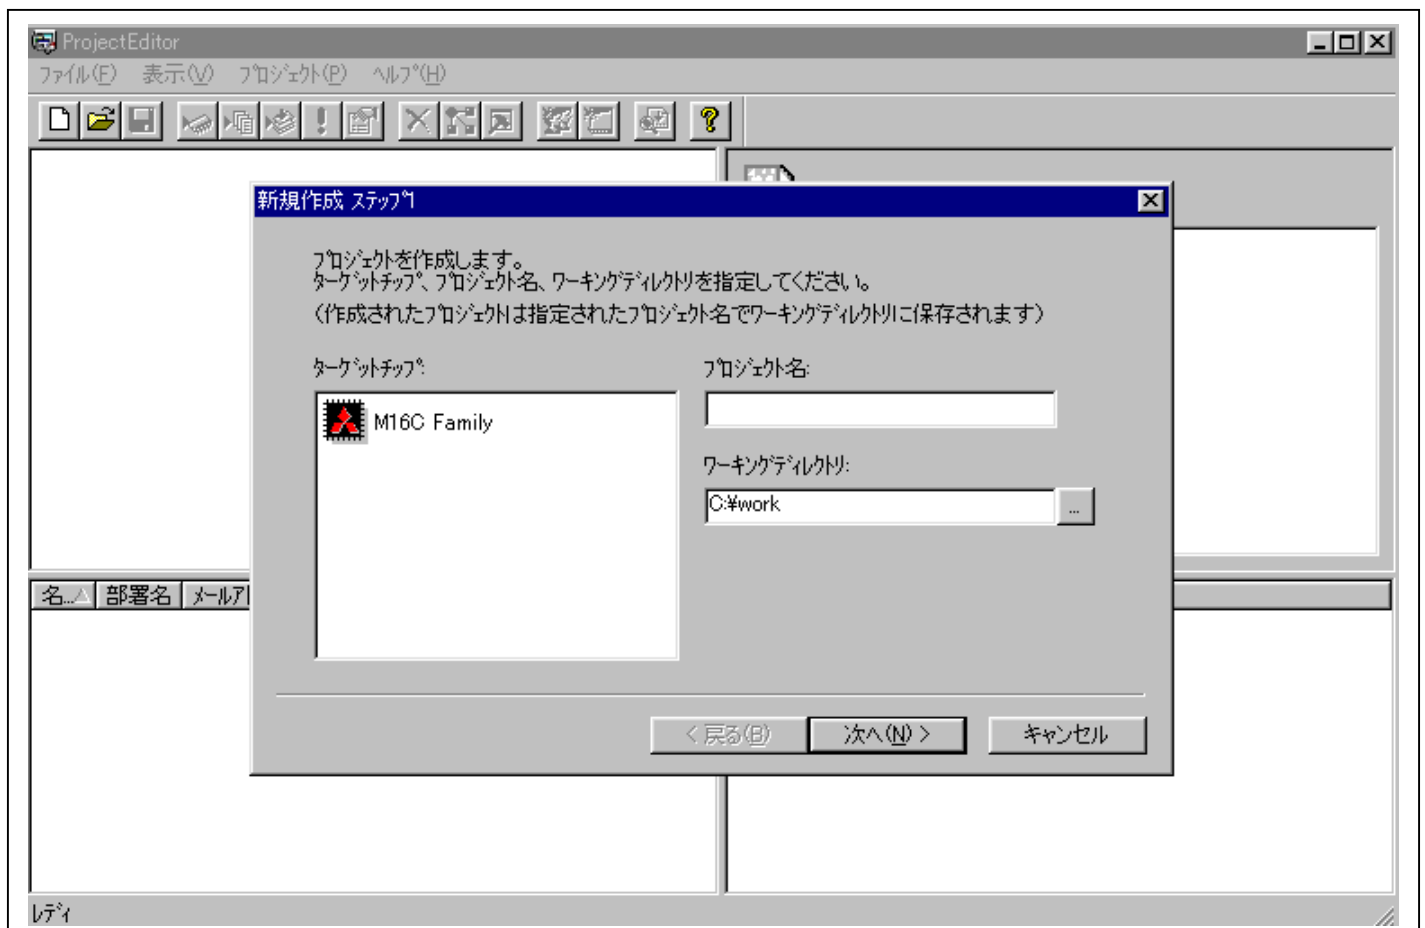 ProjectEditor
ファイル(F) 表示(V) プロジェクト(P) ヘルプ(H)
新規作成 ステップ1
プロジェクトを作成します。
ターゲットチップ、プロジェクト名、ワーキングディレクトリを指定してください。
(作成されたプロジェクトは指定されたプロジェクト名でワーキングディレクトリに保存されます)
ターゲットチップ:
プロジェクト名:
M16C Family
ワーキングディレクトリ:
C:¥work
...
名... 部署名 メールア
< 戻る(B) 次へ(N) > キャンセル
レディ